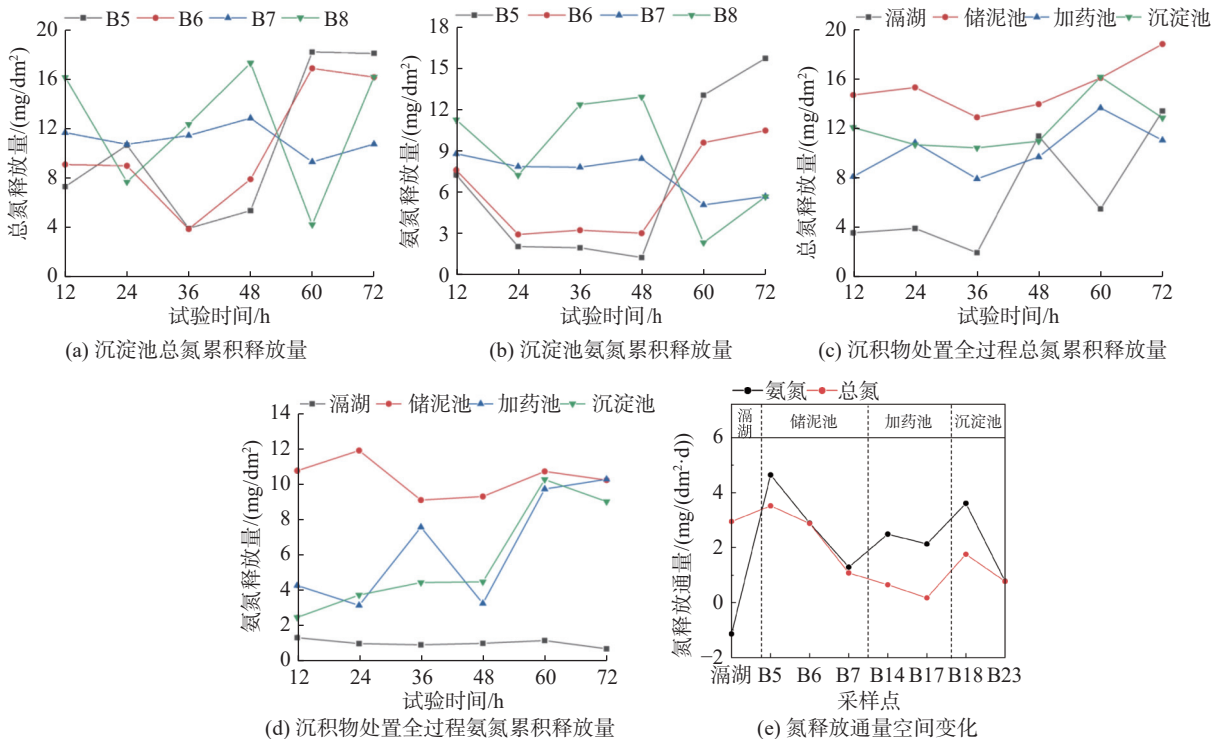 B5 B6 B7 B8
总氮释放量/(mg/dm²)
20
16
12
8
4
0
12 24 36 48 60 72
试验时间/h
(a) 沉淀池总氮累积释放量
B5 B6 B7 B8
氨氮释放量/(mg/dm²)
18
15
12
9
6
3
0
12 24 36 48 60 72
试验时间/h
(b) 沉淀池氨氮累积释放量
滆湖 储泥池 加药池 沉淀池
总氮释放量/(mg/dm²)
20
16
12
8
4
0
12 24 36 48 60 72
试验时间/h
(c) 沉积物处置全过程总氮累积释放量
滆湖 储泥池 加药池 沉淀池
氨氮释放量/(mg/dm²)
14
12
10
8
6
4
2
0
12 24 36 48 60 72
试验时间/h
(d) 沉积物处置全过程氨氮累积释放量
氨氮 总氮
滆湖 储泥池 加药池 沉淀池
氮释放通量/(mg/(dm²·d))
6
4
2
0
−2
滆湖 B5 B6 B7 B14 B17 B18 B23
采样点
(e) 氮释放通量空间变化